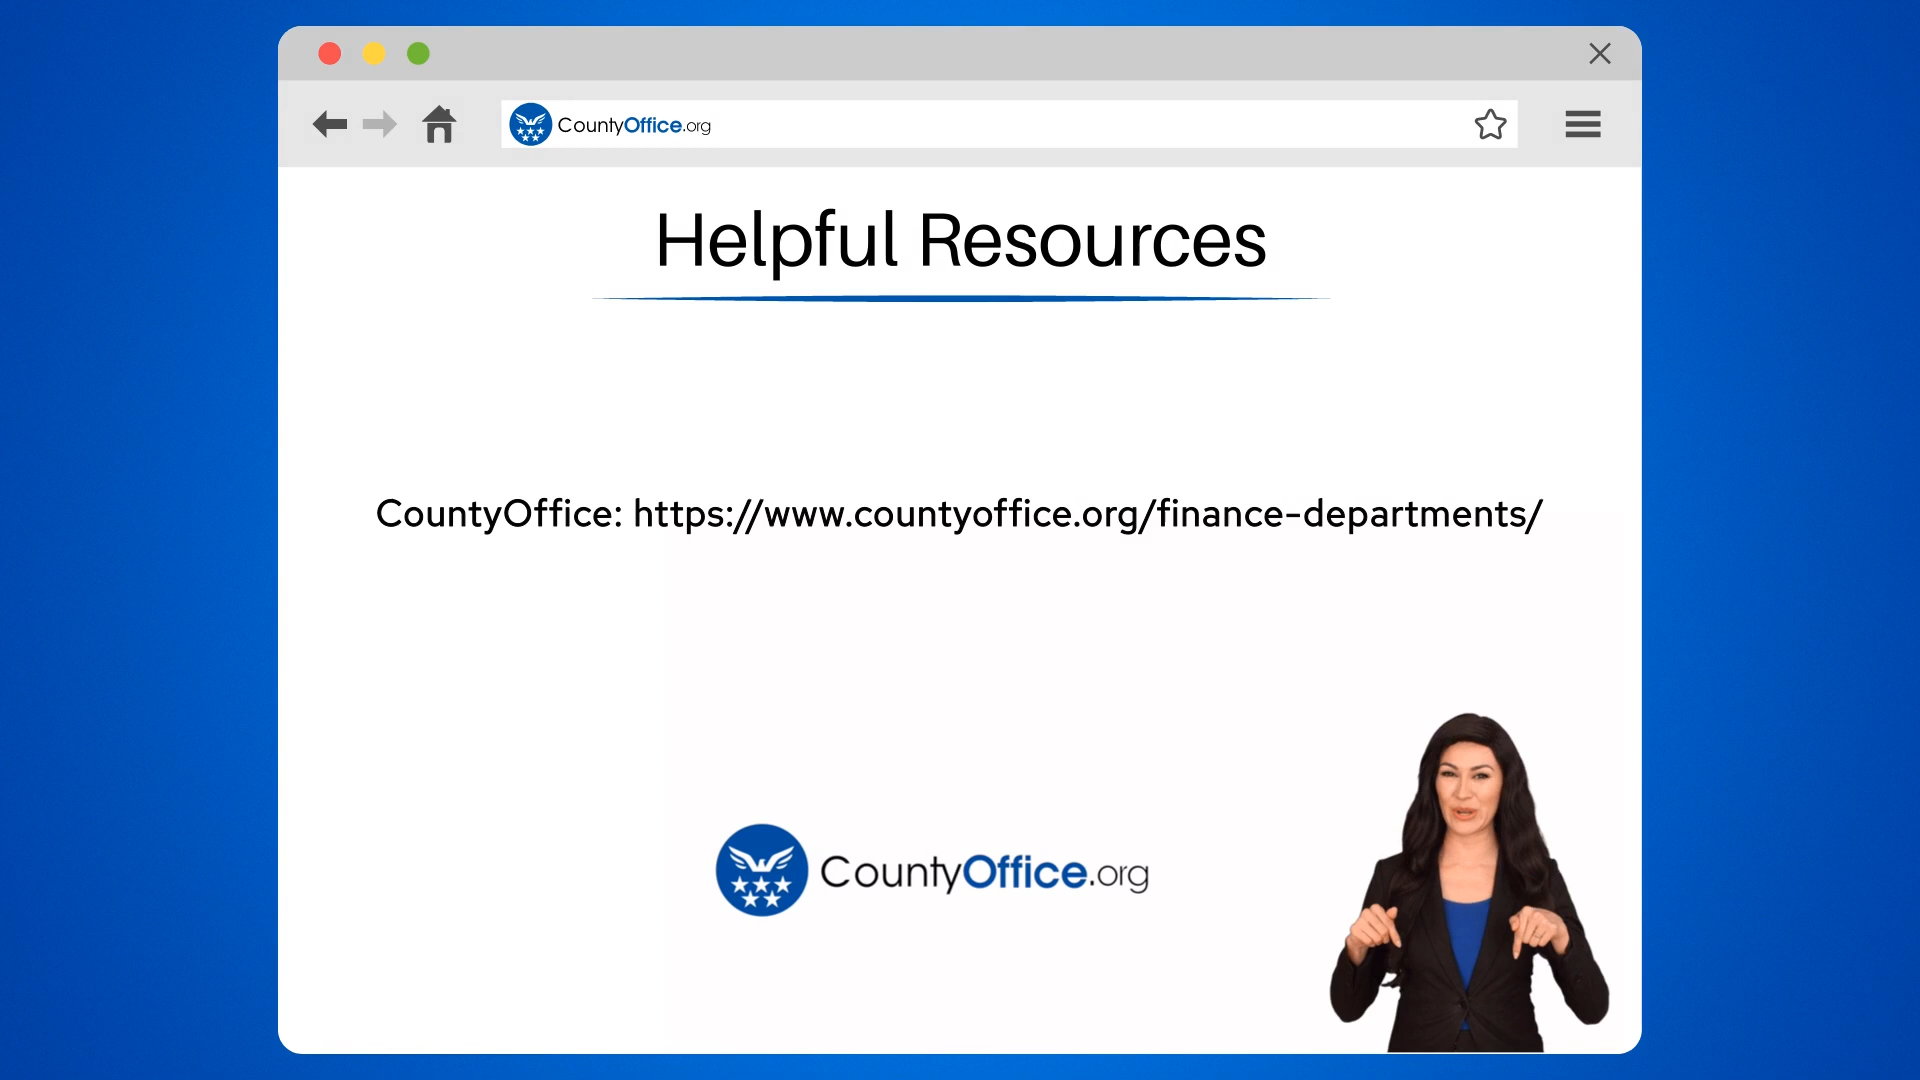 CountyOffice.org
Helpful Resources
CountyOffice: https://www.countyoffice.org/finance-departments/
CountyOffice.org